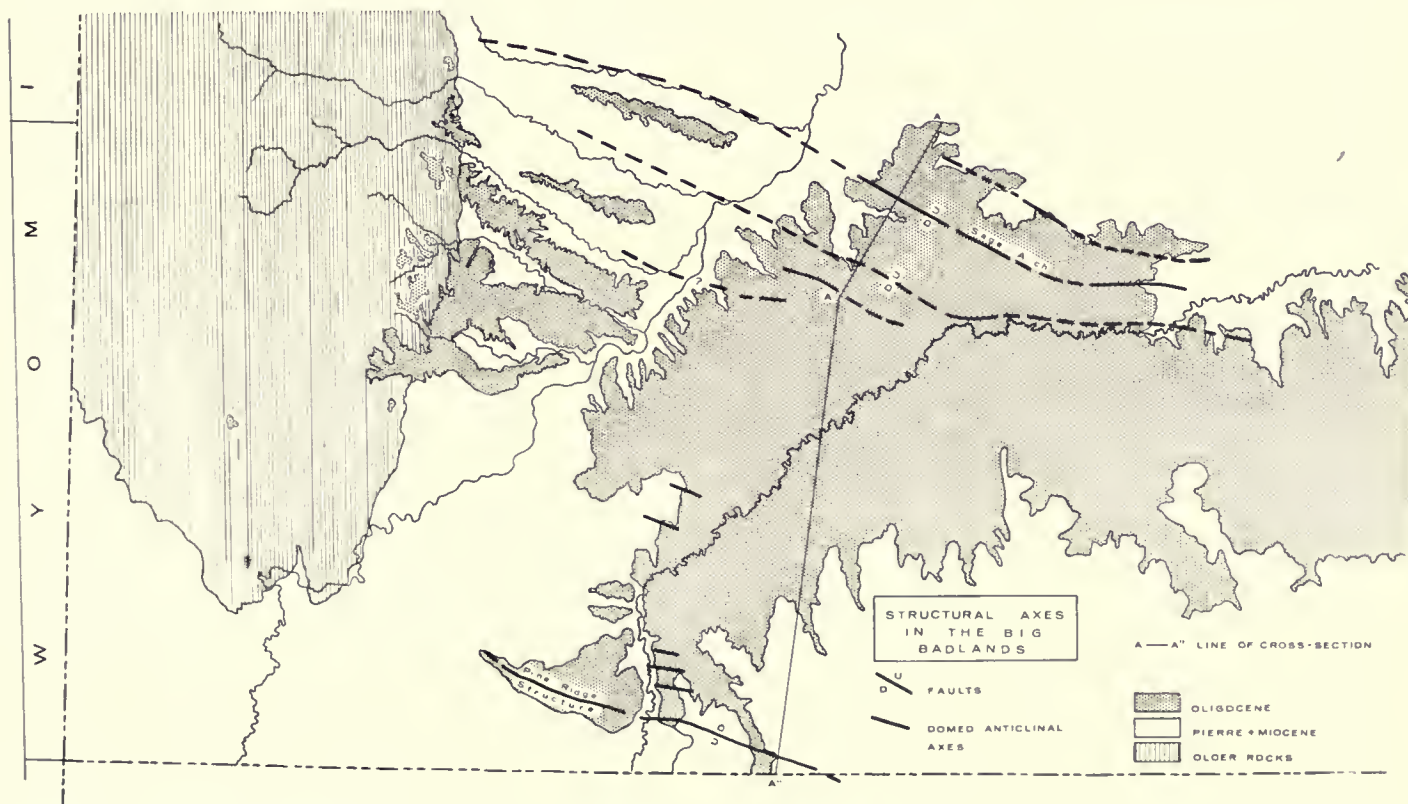 I
M
O
Y
W
A
U
D
Sage Arch
U
D
A'
Pine Ridge
Structure
D
U
A"
STRUCTURAL AXES
IN THE BIG
BADLANDS
U
D
FAULTS
DOMED ANTICLINAL
AXES
A — A" LINE OF CROSS-SECTION
OLIGOCENE
PIERRE + MIOCENE
OLDER ROCKS